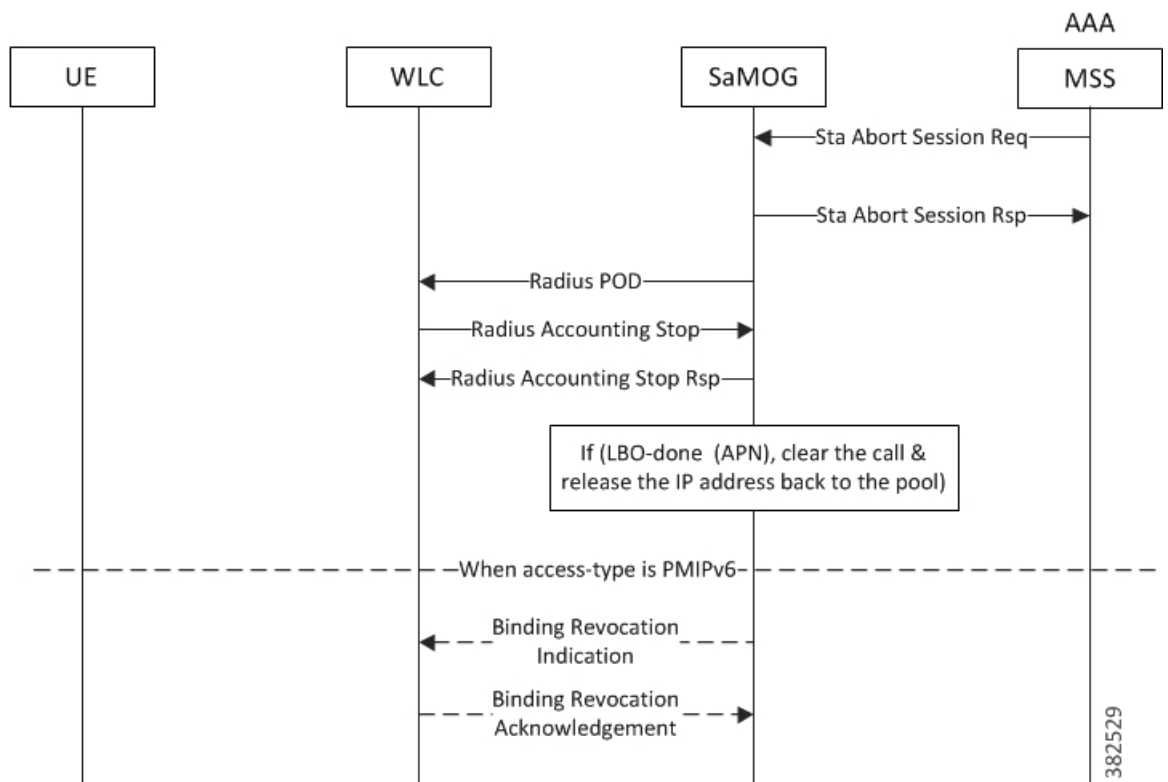 AAA
UE
WLC
SaMOG
MSS
Sta Abort Session Req
Sta Abort Session Rsp
Radius POD
Radius Accounting Stop
Radius Accounting Stop Rsp
If (LBO-done  (APN), clear the call &
release the IP address back to the pool)
When access-type is PMIPv6
Binding Revocation
Indication
Binding Revocation
Acknowledgement
382529